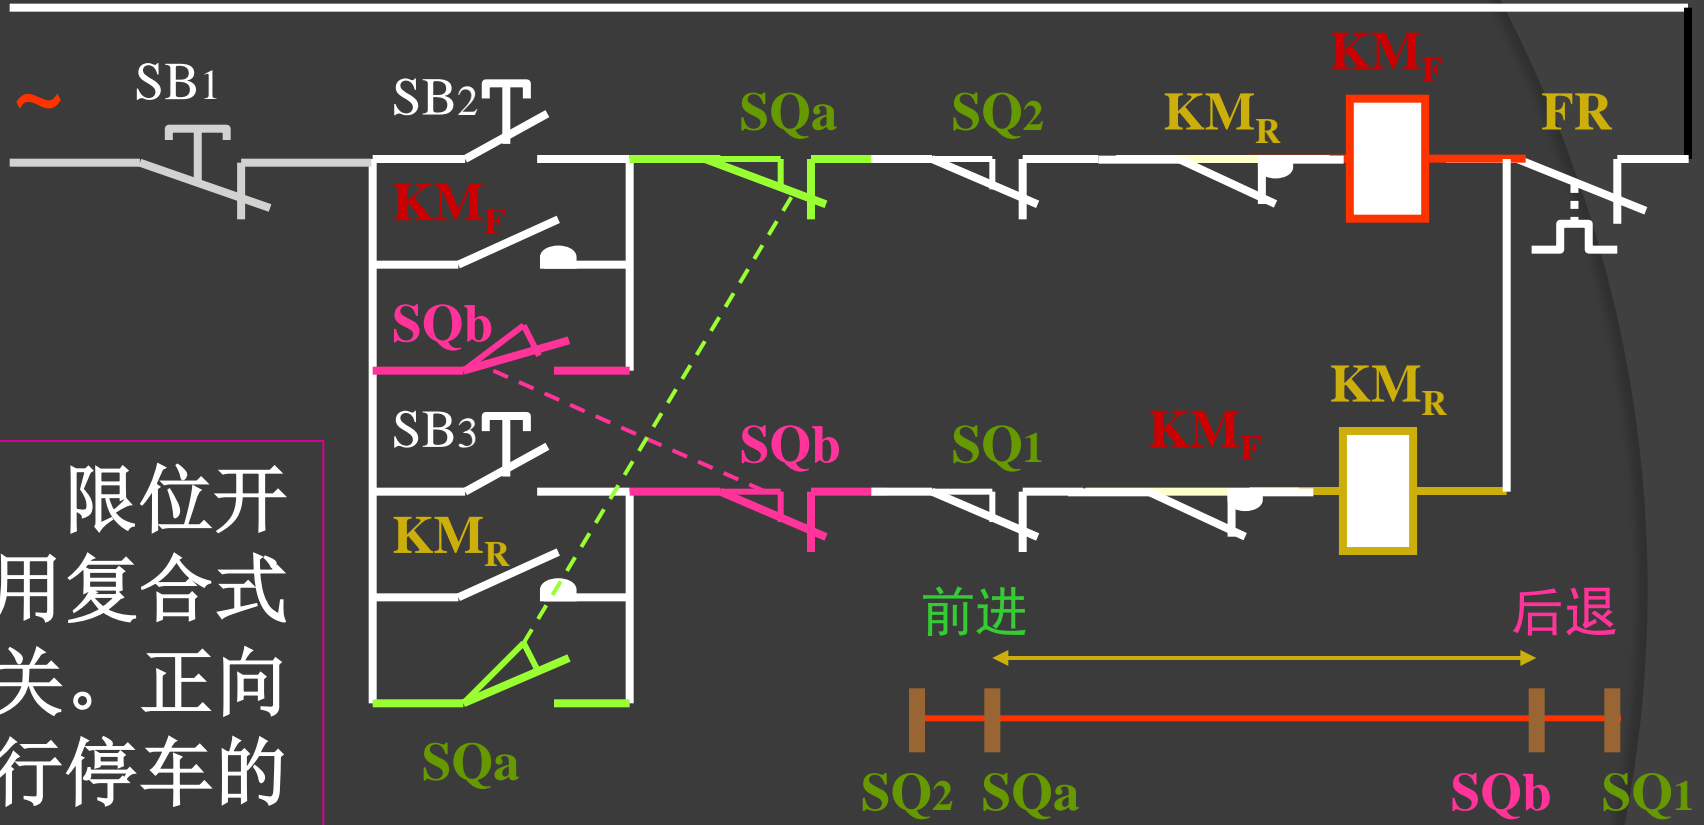 ~
SB1
SB2
SQa
SQ2
KMR
KMF
FR
KMF
SQb
SB3
SQb
SQ1
KMF
KMR
KMR
SQa
限位开
用复合式
关。正向
行停车的
前进
后退
SQ2
SQa
SQb
SQ1